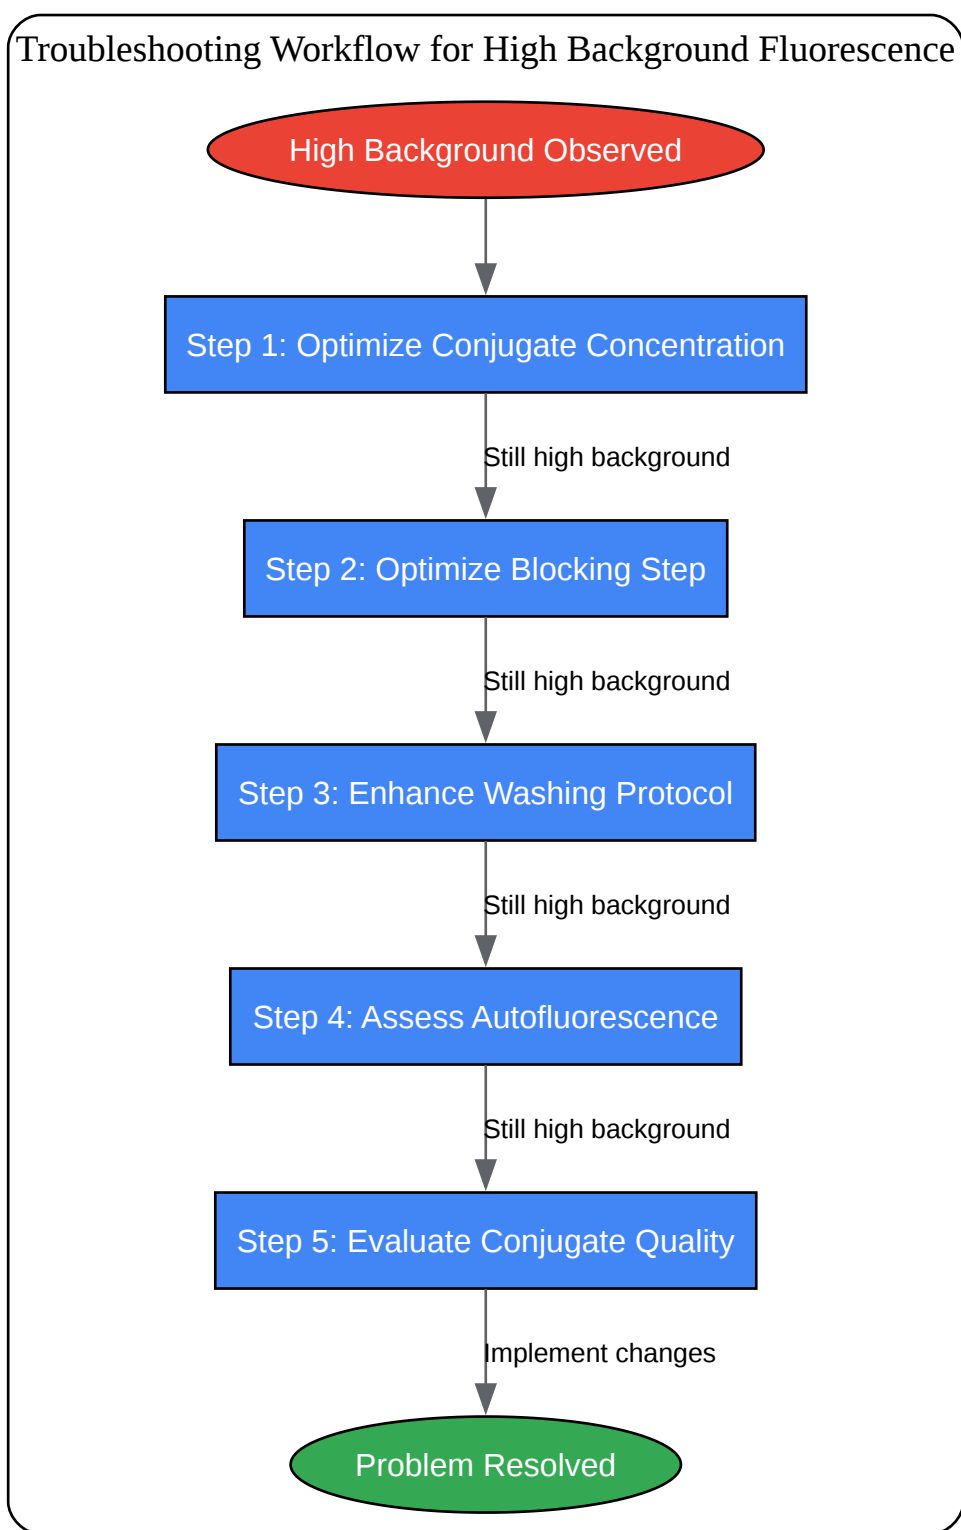 Troubleshooting Workflow for High Background Fluorescence
High Background Observed
Step 1: Optimize Conjugate Concentration
Still high background
Step 2: Optimize Blocking Step
Still high background
Step 3: Enhance Washing Protocol
Still high background
Step 4: Assess Autofluorescence
Still high background
Step 5: Evaluate Conjugate Quality
Implement changes
Problem Resolved